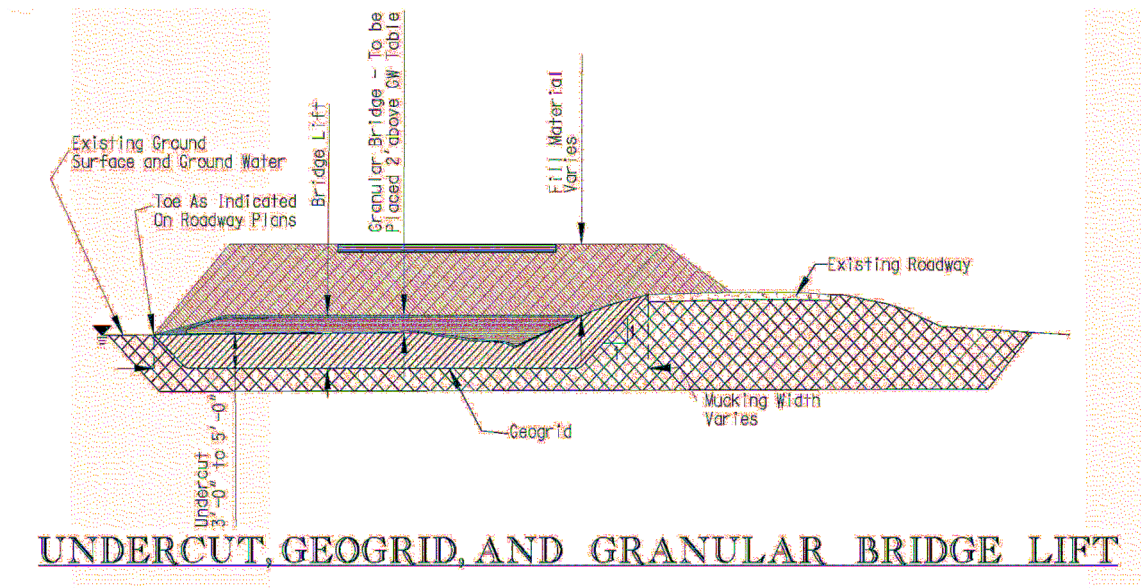 Existing Ground
Surface and Ground Water
Toe As Indicated
On Roadway Plans
Bridge Lift
Granular Bridge - To be
Placed 2' above GW Table
Fill Material
Varies
Existing Roadway
Mucking Width
Varies
Geogrid
Undercut
3'-0" to 5'-0"
1
1
UNDERCUT, GEOGRID, AND GRANULAR BRIDGE LIFT